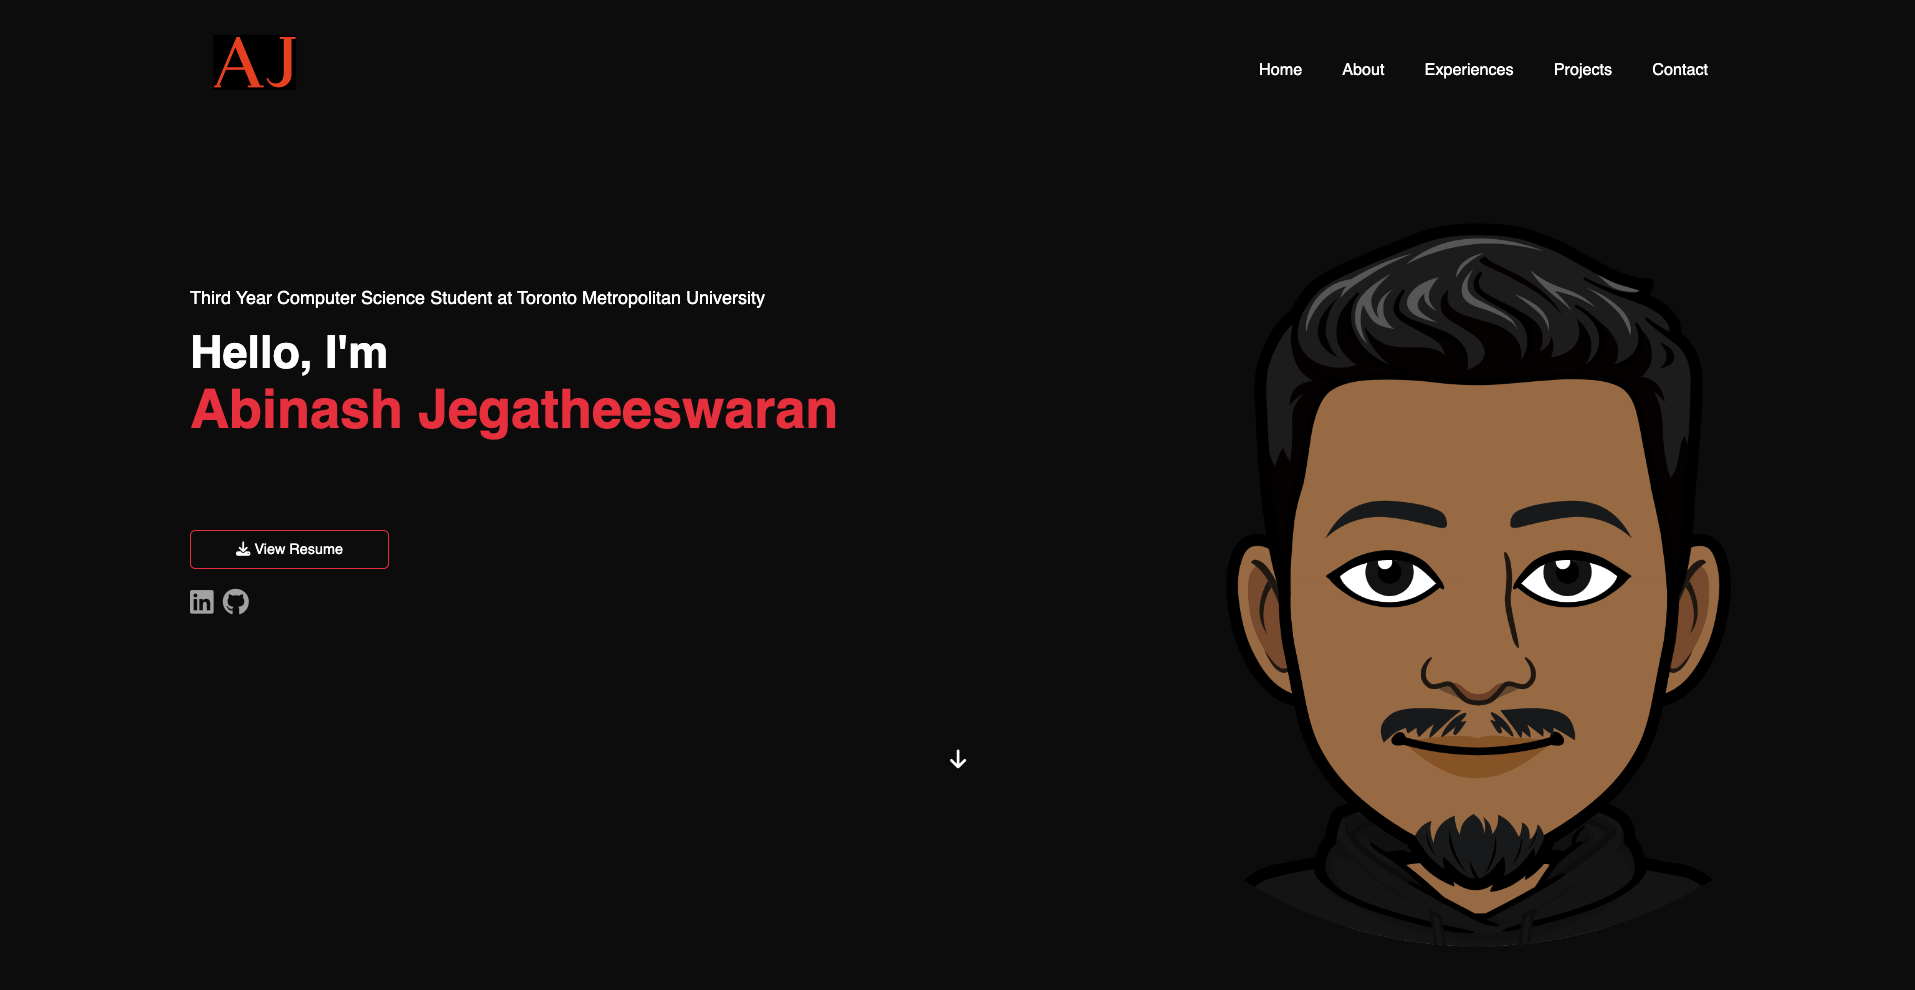 AJ
Home About Experiences Projects Contact
Third Year Computer Science Student at Toronto Metropolitan University
Hello, I'm
Abinash Jegatheeswaran
View Resume
in